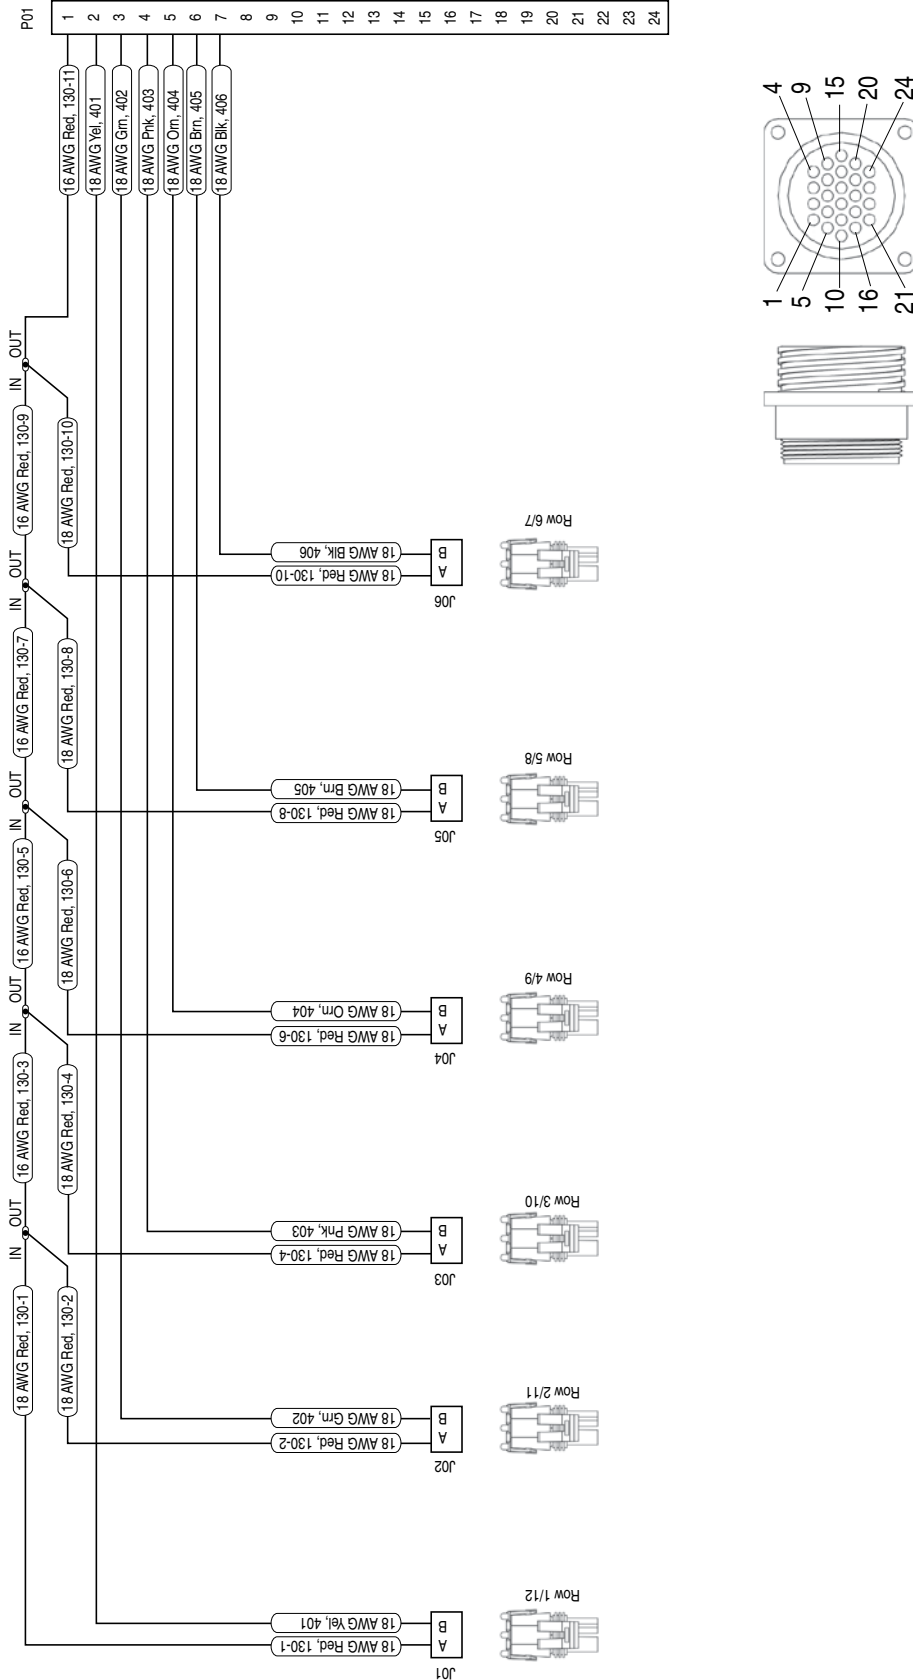 P01
1
2
3
4
5
6
7
8
9
10
11
12
13
14
15
16
17
18
19
20
21
22
23
24
16 AWG Red, 130-11
18 AWG Yel, 401
18 AWG Grn, 402
18 AWG Pnk, 403
18 AWG Orn, 404
18 AWG Brn, 405
18 AWG Blk, 406
4
9
15
20
24
1
5
10
16
21
OUT
IN
16 AWG Red, 130-9
18 AWG Red, 130-10
OUT
IN
16 AWG Red, 130-7
18 AWG Red, 130-8
OUT
IN
16 AWG Red, 130-5
18 AWG Red, 130-6
OUT
IN
16 AWG Red, 130-3
18 AWG Red, 130-4
OUT
IN
18 AWG Red, 130-1
18 AWG Red, 130-2
18 AWG Blk, 406
18 AWG Red, 130-10
B
A
J06
Row 6/7
18 AWG Brn, 405
18 AWG Red, 130-8
B
A
J05
Row 5/8
18 AWG Orn, 404
18 AWG Red, 130-6
B
A
J04
Row 4/9
18 AWG Pnk, 403
18 AWG Red, 130-4
B
A
J03
Row 3/10
18 AWG Grn, 402
18 AWG Red, 130-2
B
A
J02
Row 2/11
18 AWG Yel, 401
18 AWG Red, 130-1
B
A
J01
Row 1/12